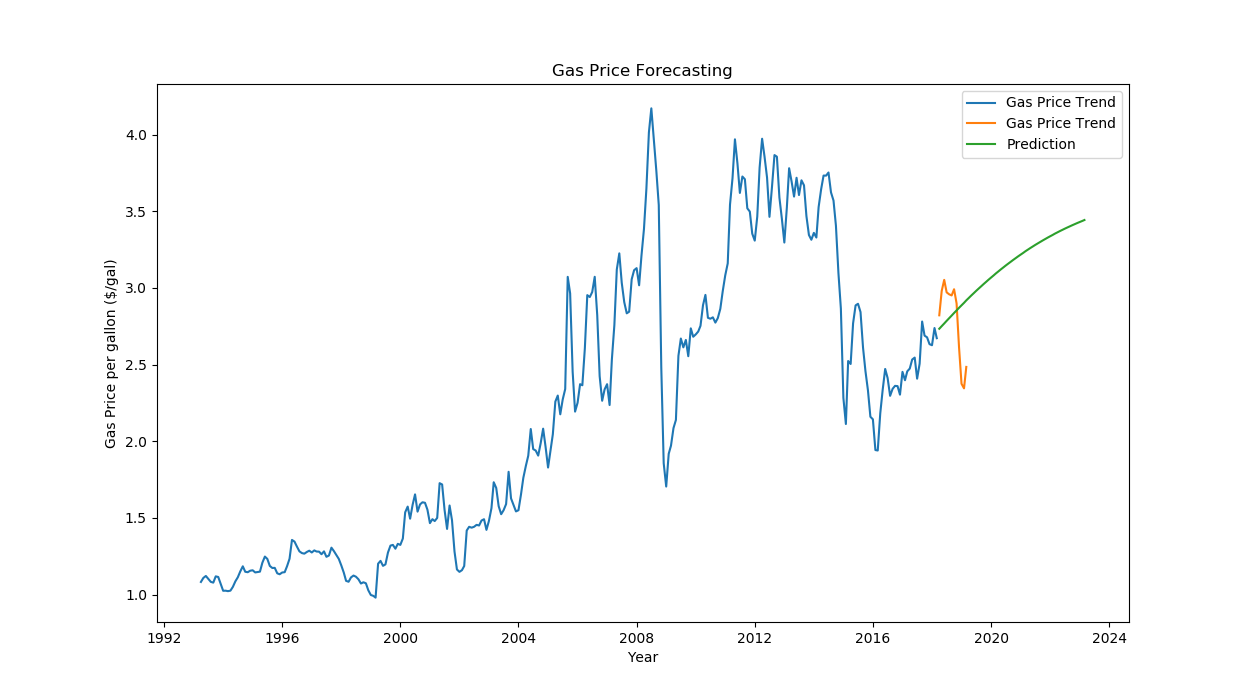 Gas Price Forecasting
Gas Price Trend
Gas Price Trend
Prediction
Gas Price per gallon ($/gal)
4.0
3.5
3.0
2.5
2.0
1.5
1.0
1992 1996 2000 2004 2008 2012 2016 2020 2024
Year